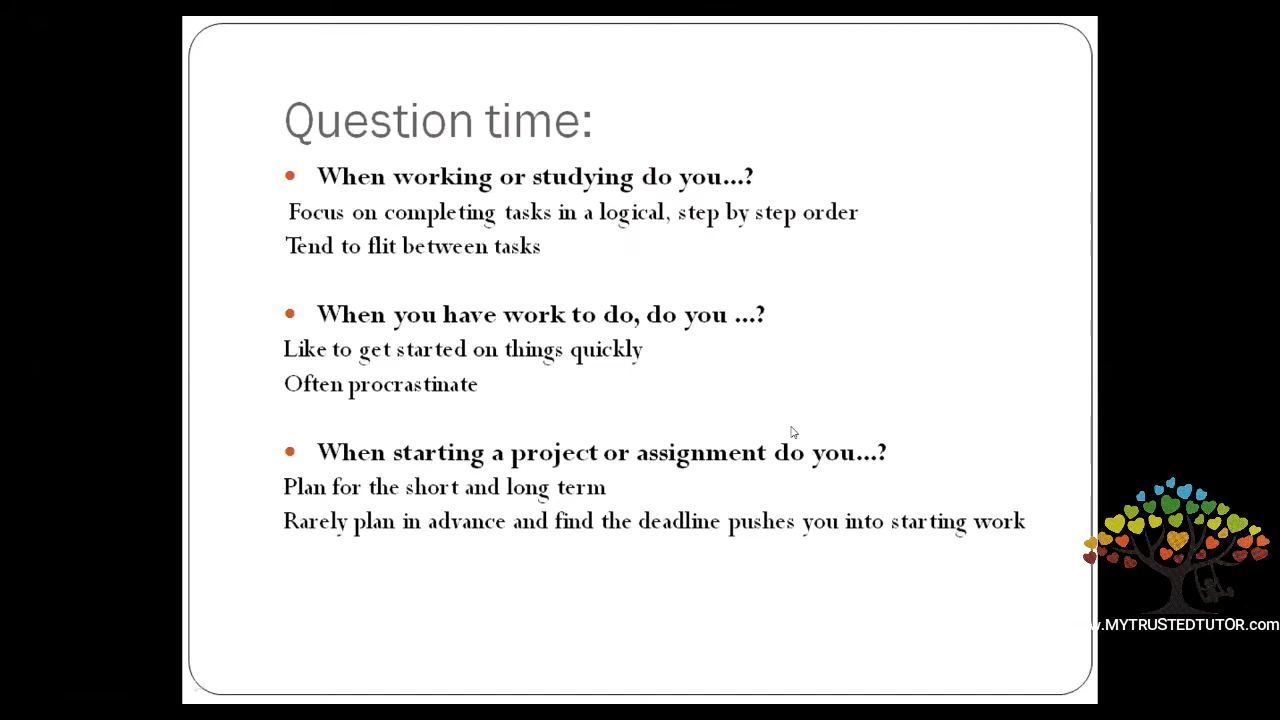 Question time:
When working or studying do you...?
Focus on completing tasks in a logical, step by step order
Tend to flit between tasks
When you have work to do, do you ...?
Like to get started on things quickly
Often procrastinate
When starting a project or assignment do you...?
Plan for the short and long term
Rarely plan in advance and find the deadline pushes you into starting work
.MYTRUSTEDTUTOR.com